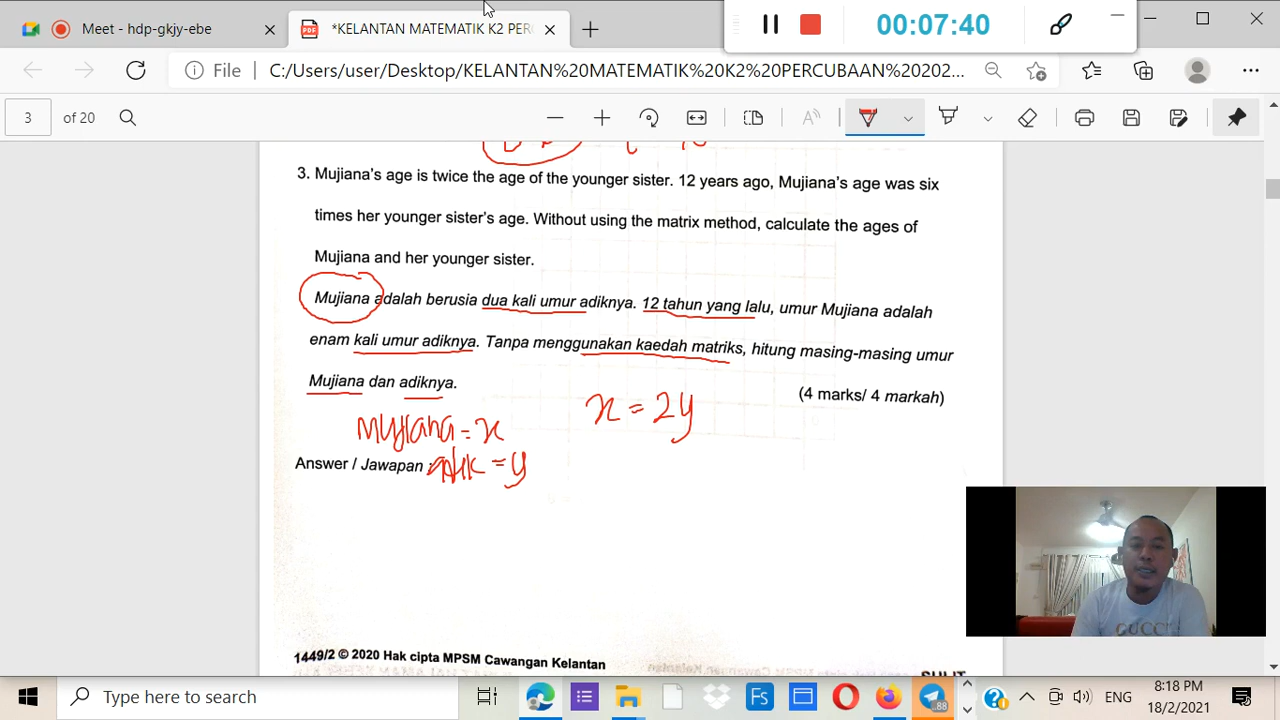 00:07:40
Meet - hdp-gkjy-ebe
*KELANTAN MATEMATIK K2 PERC
File
C:/Users/user/Desktop/KELANTAN%20MATEMATIK%20K2%20PERCUBAAN%20202...
3 of 20
3. Mujiana's age is twice the age of the younger sister. 12 years ago, Mujiana's age was six
times her younger sister's age. Without using the matrix method, calculate the ages of
Mujiana and her younger sister.
Mujiana adalah berusia dua kali umur adiknya. 12 tahun yang lalu, umur Mujiana adalah
enam kali umur adiknya. Tanpa menggunakan kaedah matriks, hitung masing-masing umur
Mujiana dan adiknya.
(4 marks/ 4 markah)
x = 2y
Mujiana = x
Answer / Jawapan :
adik = y
1449/2 © 2020 Hak cipta MPSM Cawangan Kelantan
SULIT
GUCCI
Type here to search
Fs
88
ENG
8:18 PM
18/2/2021